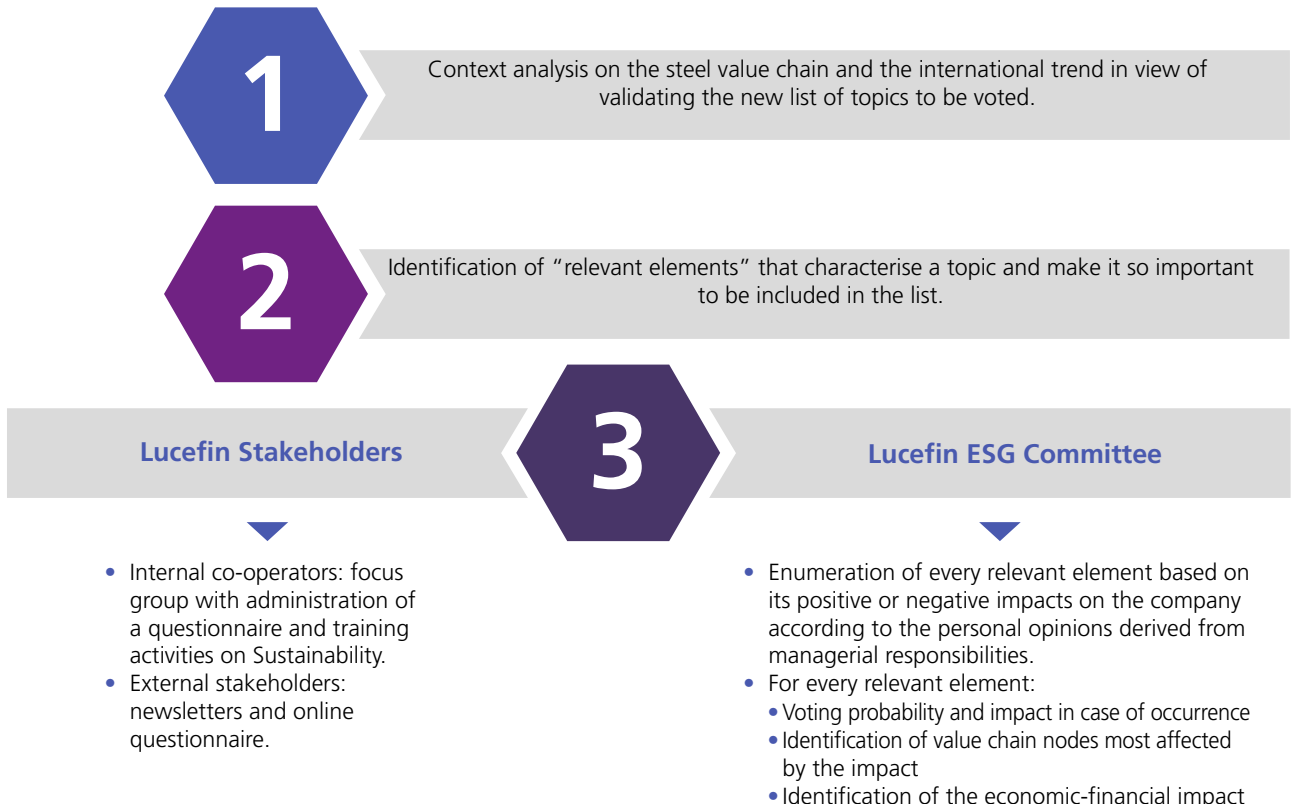 1
Context analysis on the steel value chain and the international trend in view of
validating the new list of topics to be voted.
2
Identification of “relevant elements” that characterise a topic and make it so important
to be included in the list.
3
Lucefin Stakeholders
• Internal co-operators: focus
group with administration of
a questionnaire and training
activities on Sustainability.
• External stakeholders:
newsletters and online
questionnaire.
Lucefin ESG Committee
• Enumeration of every relevant element based on
its positive or negative impacts on the company
according to the personal opinions derived from
managerial responsibilities.
• For every relevant element:
• Voting probability and impact in case of occurrence
• Identification of value chain nodes most affected
by the impact
• Identification of the economic-financial impact